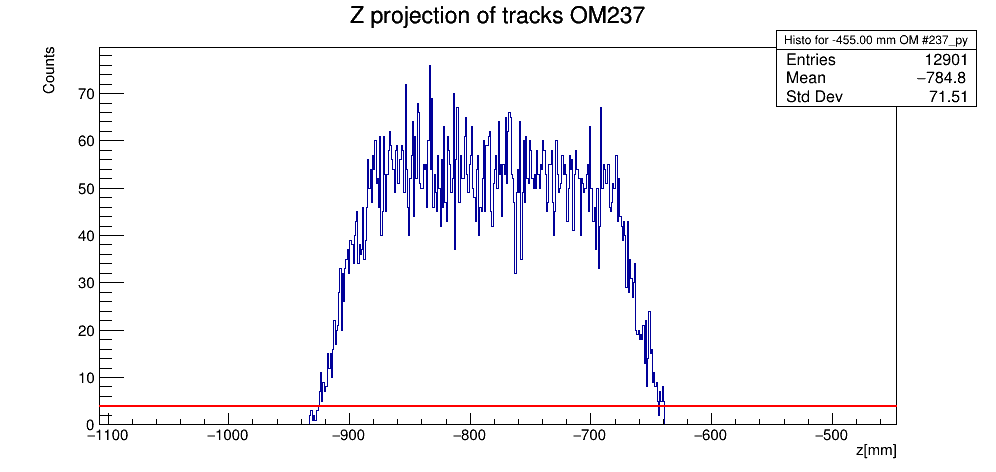 Z projection of tracks OM237
Histo for -455.00 mm OM #237_py
Entries 12901
Mean −784.8
Std Dev 71.51
Counts
70
60
50
40
30
20
10
0
−1100 −1000 −900 −800 −700 −600 −500
z[mm]